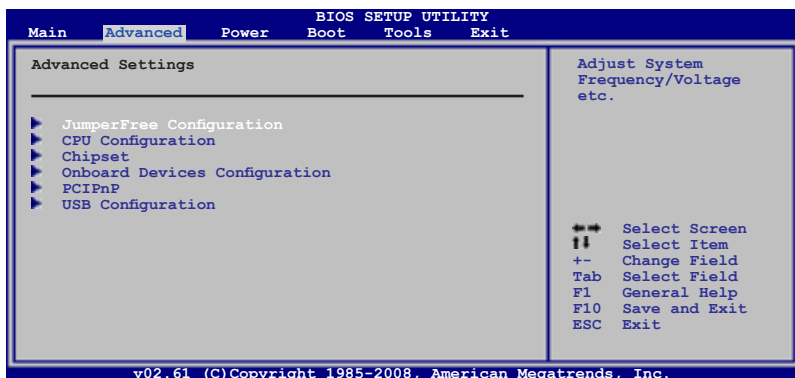 BIOS SETUP UTILITY
Main Advanced Power Boot Tools Exit
Advanced Settings
JumperFree Configuration
CPU Configuration
Chipset
Onboard Devices Configuration
PCIPnP
USB Configuration
Adjust System
Frequency/Voltage
etc.
Select Screen
Select Item
+- Change Field
Tab Select Field
F1 General Help
F10 Save and Exit
ESC Exit
v02.61 (C)Copyright 1985-2008, American Megatrends, Inc.